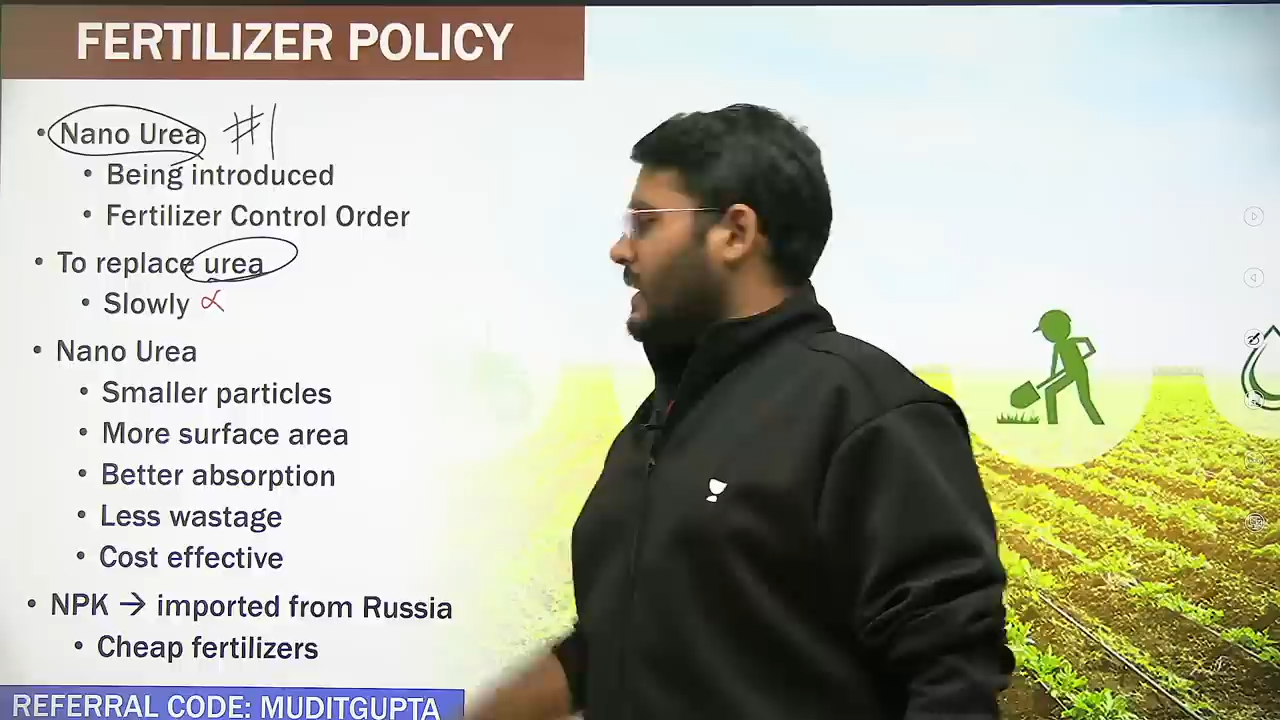 FERTILIZER POLICY
• Nano Urea #1
• Being introduced
• Fertilizer Control Order
• To replace urea
• Slowly ∝
• Nano Urea
• Smaller particles
• More surface area
• Better absorption
• Less wastage
• Cost effective
• NPK → imported from Russia
• Cheap fertilizers
REFERRAL CODE: MUDITGUPTA